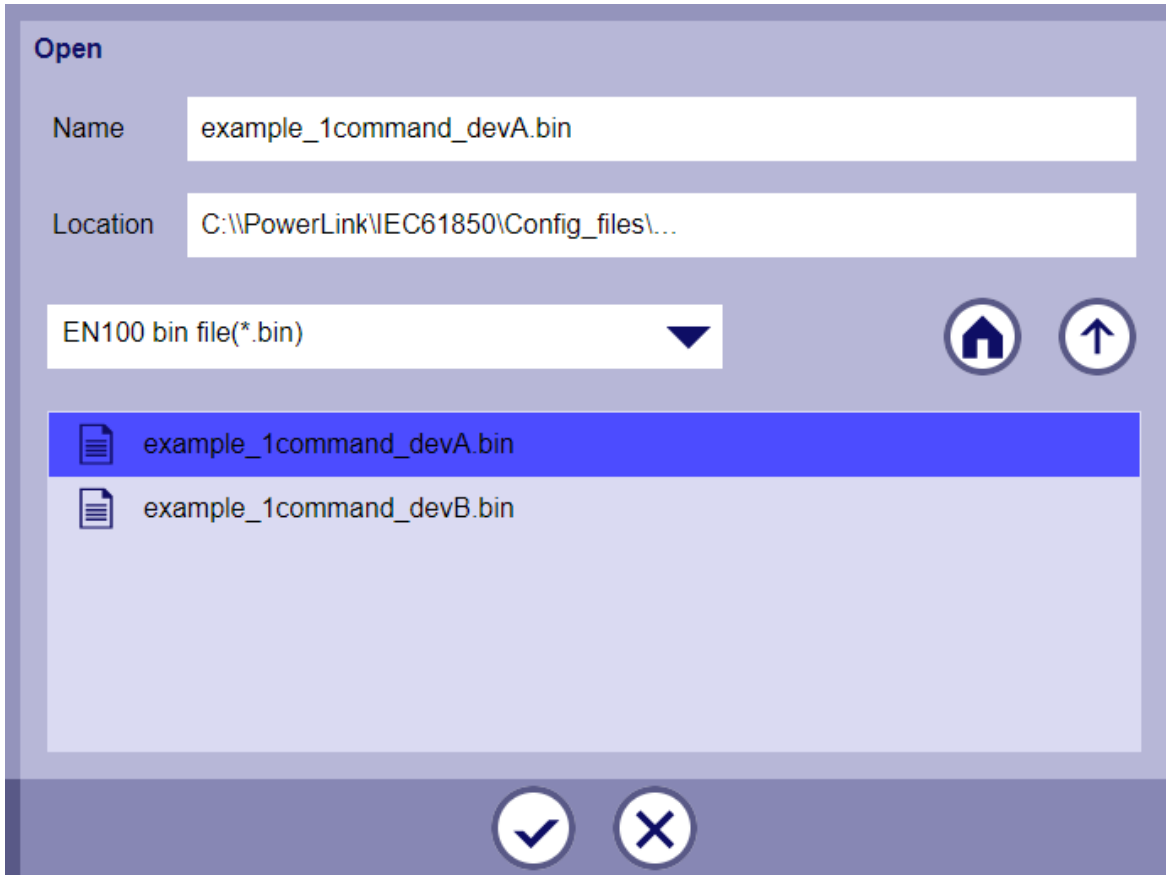 Open
Name example_1command_devA.bin
Location C:\\PowerLink\IEC61850\Config_files\...
EN100 bin file(*.bin)
example_1command_devA.bin
example_1command_devB.bin